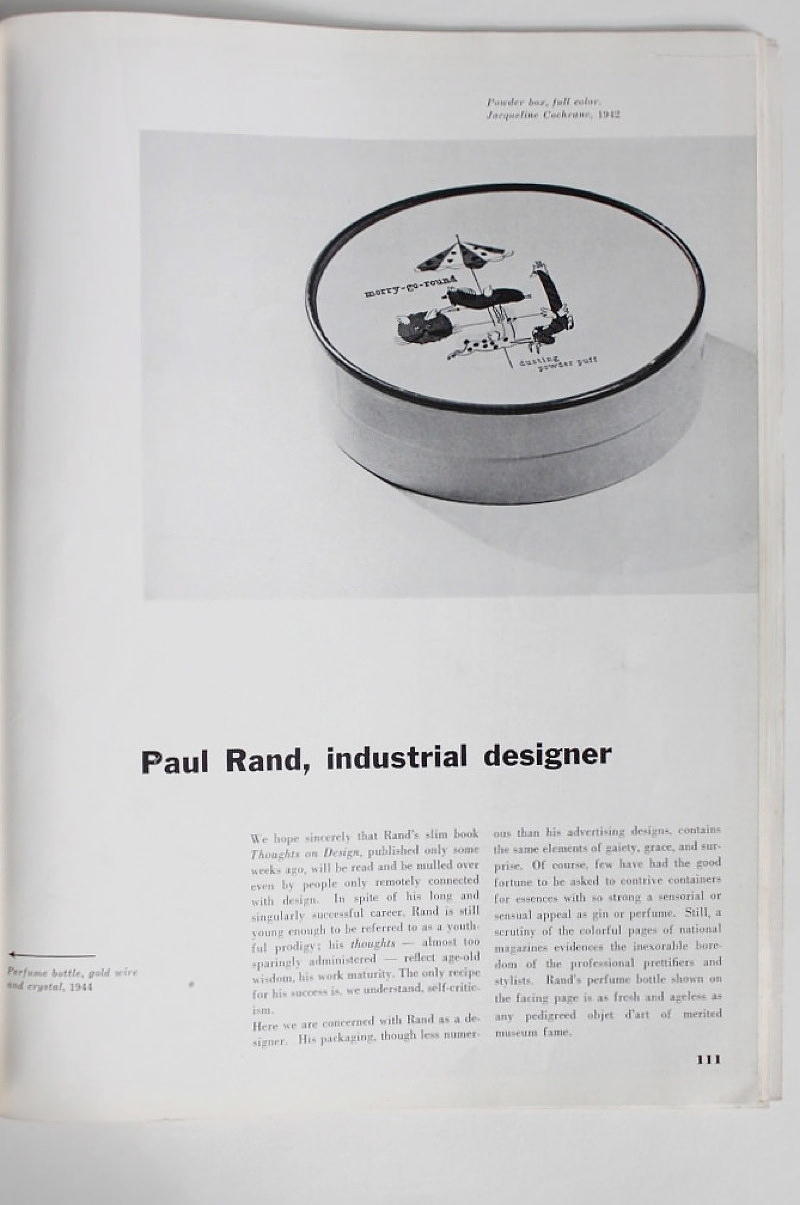 Powder box, full color.
Jacqueline Cochrane, 1942
merry-go-round
dusting
powder puff
Paul Rand, industrial designer
We hope sincerely that Rand's slim book
Thoughts on Design, published only some
weeks ago, will be read and be mulled over
even by people only remotely connected
with design. In spite of his long and
singularly successful career, Rand is still
young enough to be referred to as a youth-
ful prodigy; his thoughts — almost too
sparingly administered — reflect age-old
wisdom, his work maturity. The only recipe
for his success is, we understand, self-critic-
ism.
Here we are concerned with Rand as a de-
signer. His packaging, though less numer-
ous than his advertising designs, contains
the same elements of gaiety, grace, and sur-
prise. Of course, few have had the good
fortune to be asked to contrive containers
for essences with so strong a sensorial or
sensual appeal as gin or perfume. Still, a
scrutiny of the colorful pages of national
magazines evidences the inexorable bore-
dom of the professional prettifiers and
stylists. Rand's perfume bottle shown on
the facing page is as fresh and ageless as
any pedigreed objet d'art of merited
museum fame.
Perfume bottle, gold wire
and crystal, 1944
111